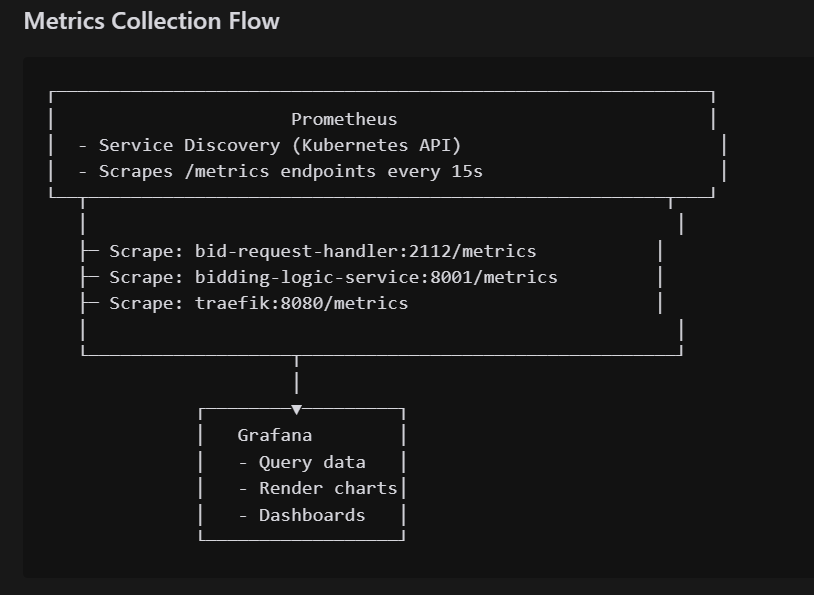 Metrics Collection Flow
Prometheus
- Service Discovery (Kubernetes API)
- Scrapes /metrics endpoints every 15s
Scrape: bid-request-handler:2112/metrics
Scrape: bidding-logic-service:8001/metrics
Scrape: traefik:8080/metrics
Grafana
- Query data
- Render charts
- Dashboards